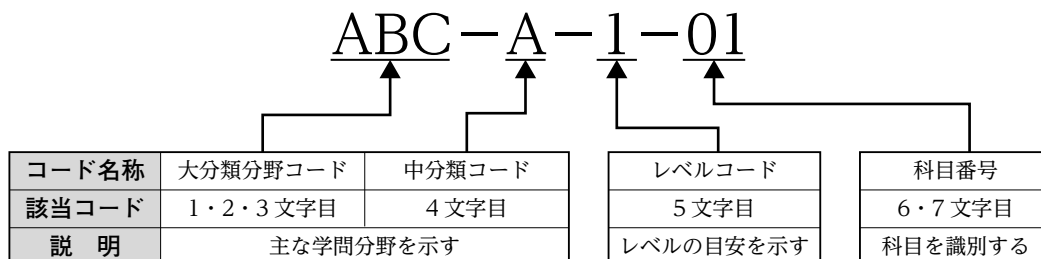 ABC－A－1－01
コード名称 大分類分野コード 中分類コード レベルコード 科目番号
該当コード 1・2・3文字目 4文字目 5文字目 6・7文字目
説　明 主な学問分野を示す レベルの目安を示す 科目を識別する